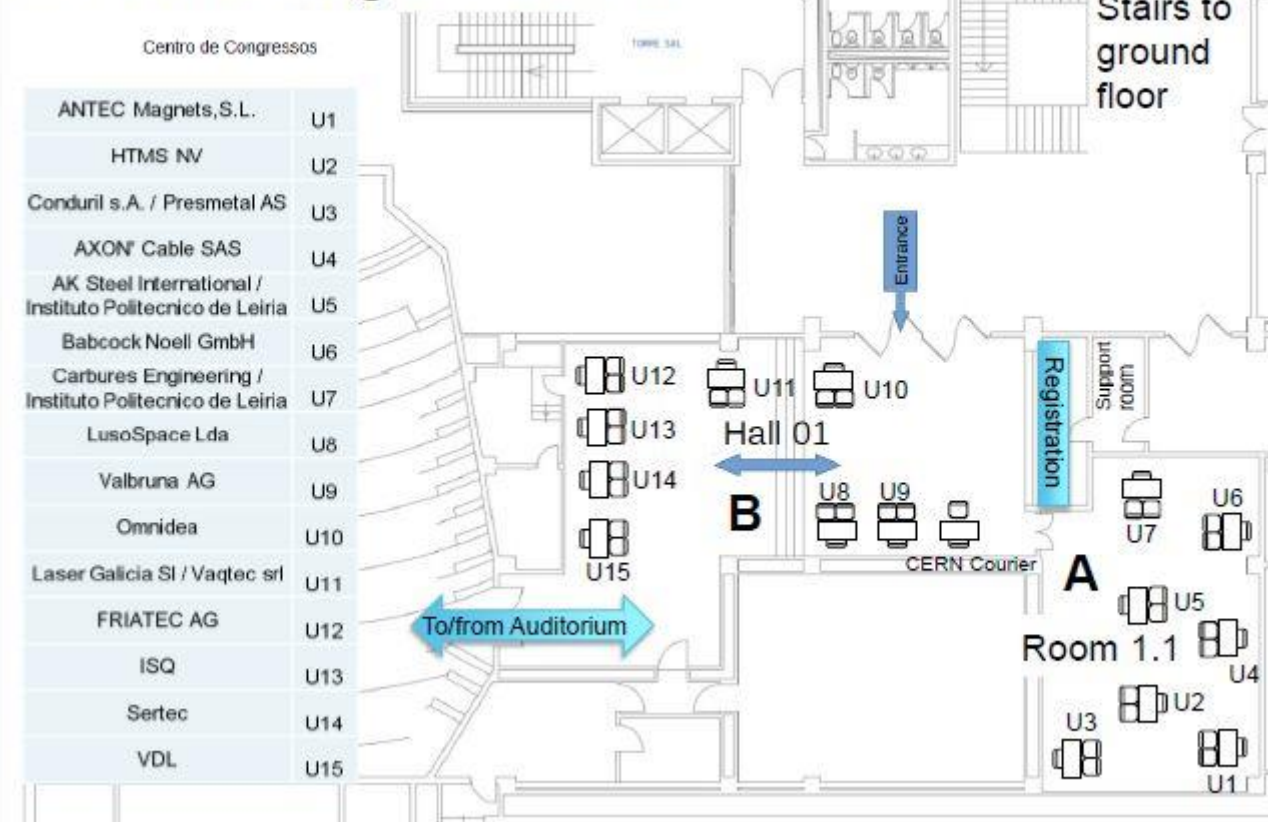 Centro de Congressos
ANTEC Magnets,S.L. U1
HTMS NV U2
Conduril s.A. / Presmetal AS U3
AXON' Cable SAS U4
AK Steel International /
Instituto Politecnico de Leiria U5
Babcock Noell GmbH U6
Carbures Engineering /
Instituto Politecnico de Leiria U7
LusoSpace Lda U8
Valbruna AG U9
Omnidea U10
Laser Galicia Sl / Vaqtec srl U11
FRIATEC AG U12
ISQ U13
Sertec U14
VDL U15
TORRE SUL
Stairs to
ground
floor
Entrance
U12
U11
U10
U13
Hall 01
U14
U8
U9
B
U15
CERN Courier
To/from Auditorium
Registration
Support
room
U6
U7
A
U5
Room 1.1
U4
U2
U3
U1